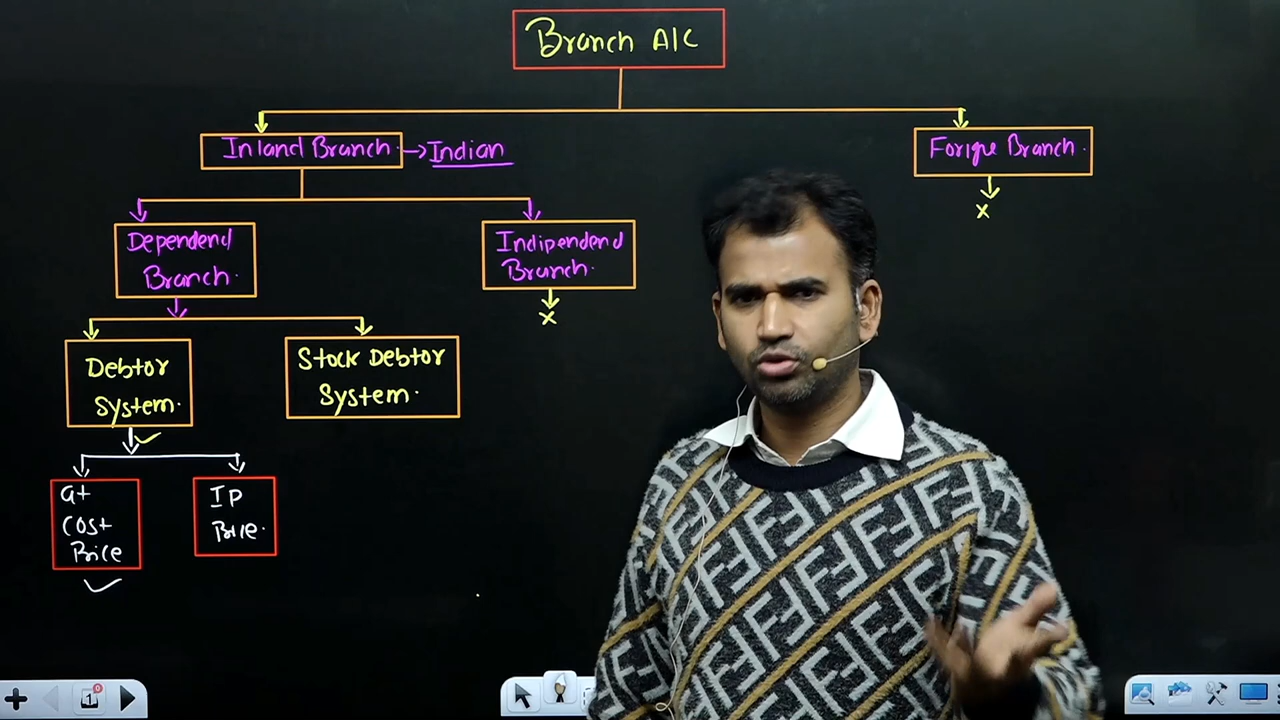 Branch A/C
Inland Branch. → Indian
Forigue Branch.
Dependend
Branch.
Indipendend
Branch.
x
x
Debtor
System.
Stock Debtor
System.
at
Cost
Price
IP
Price.
1